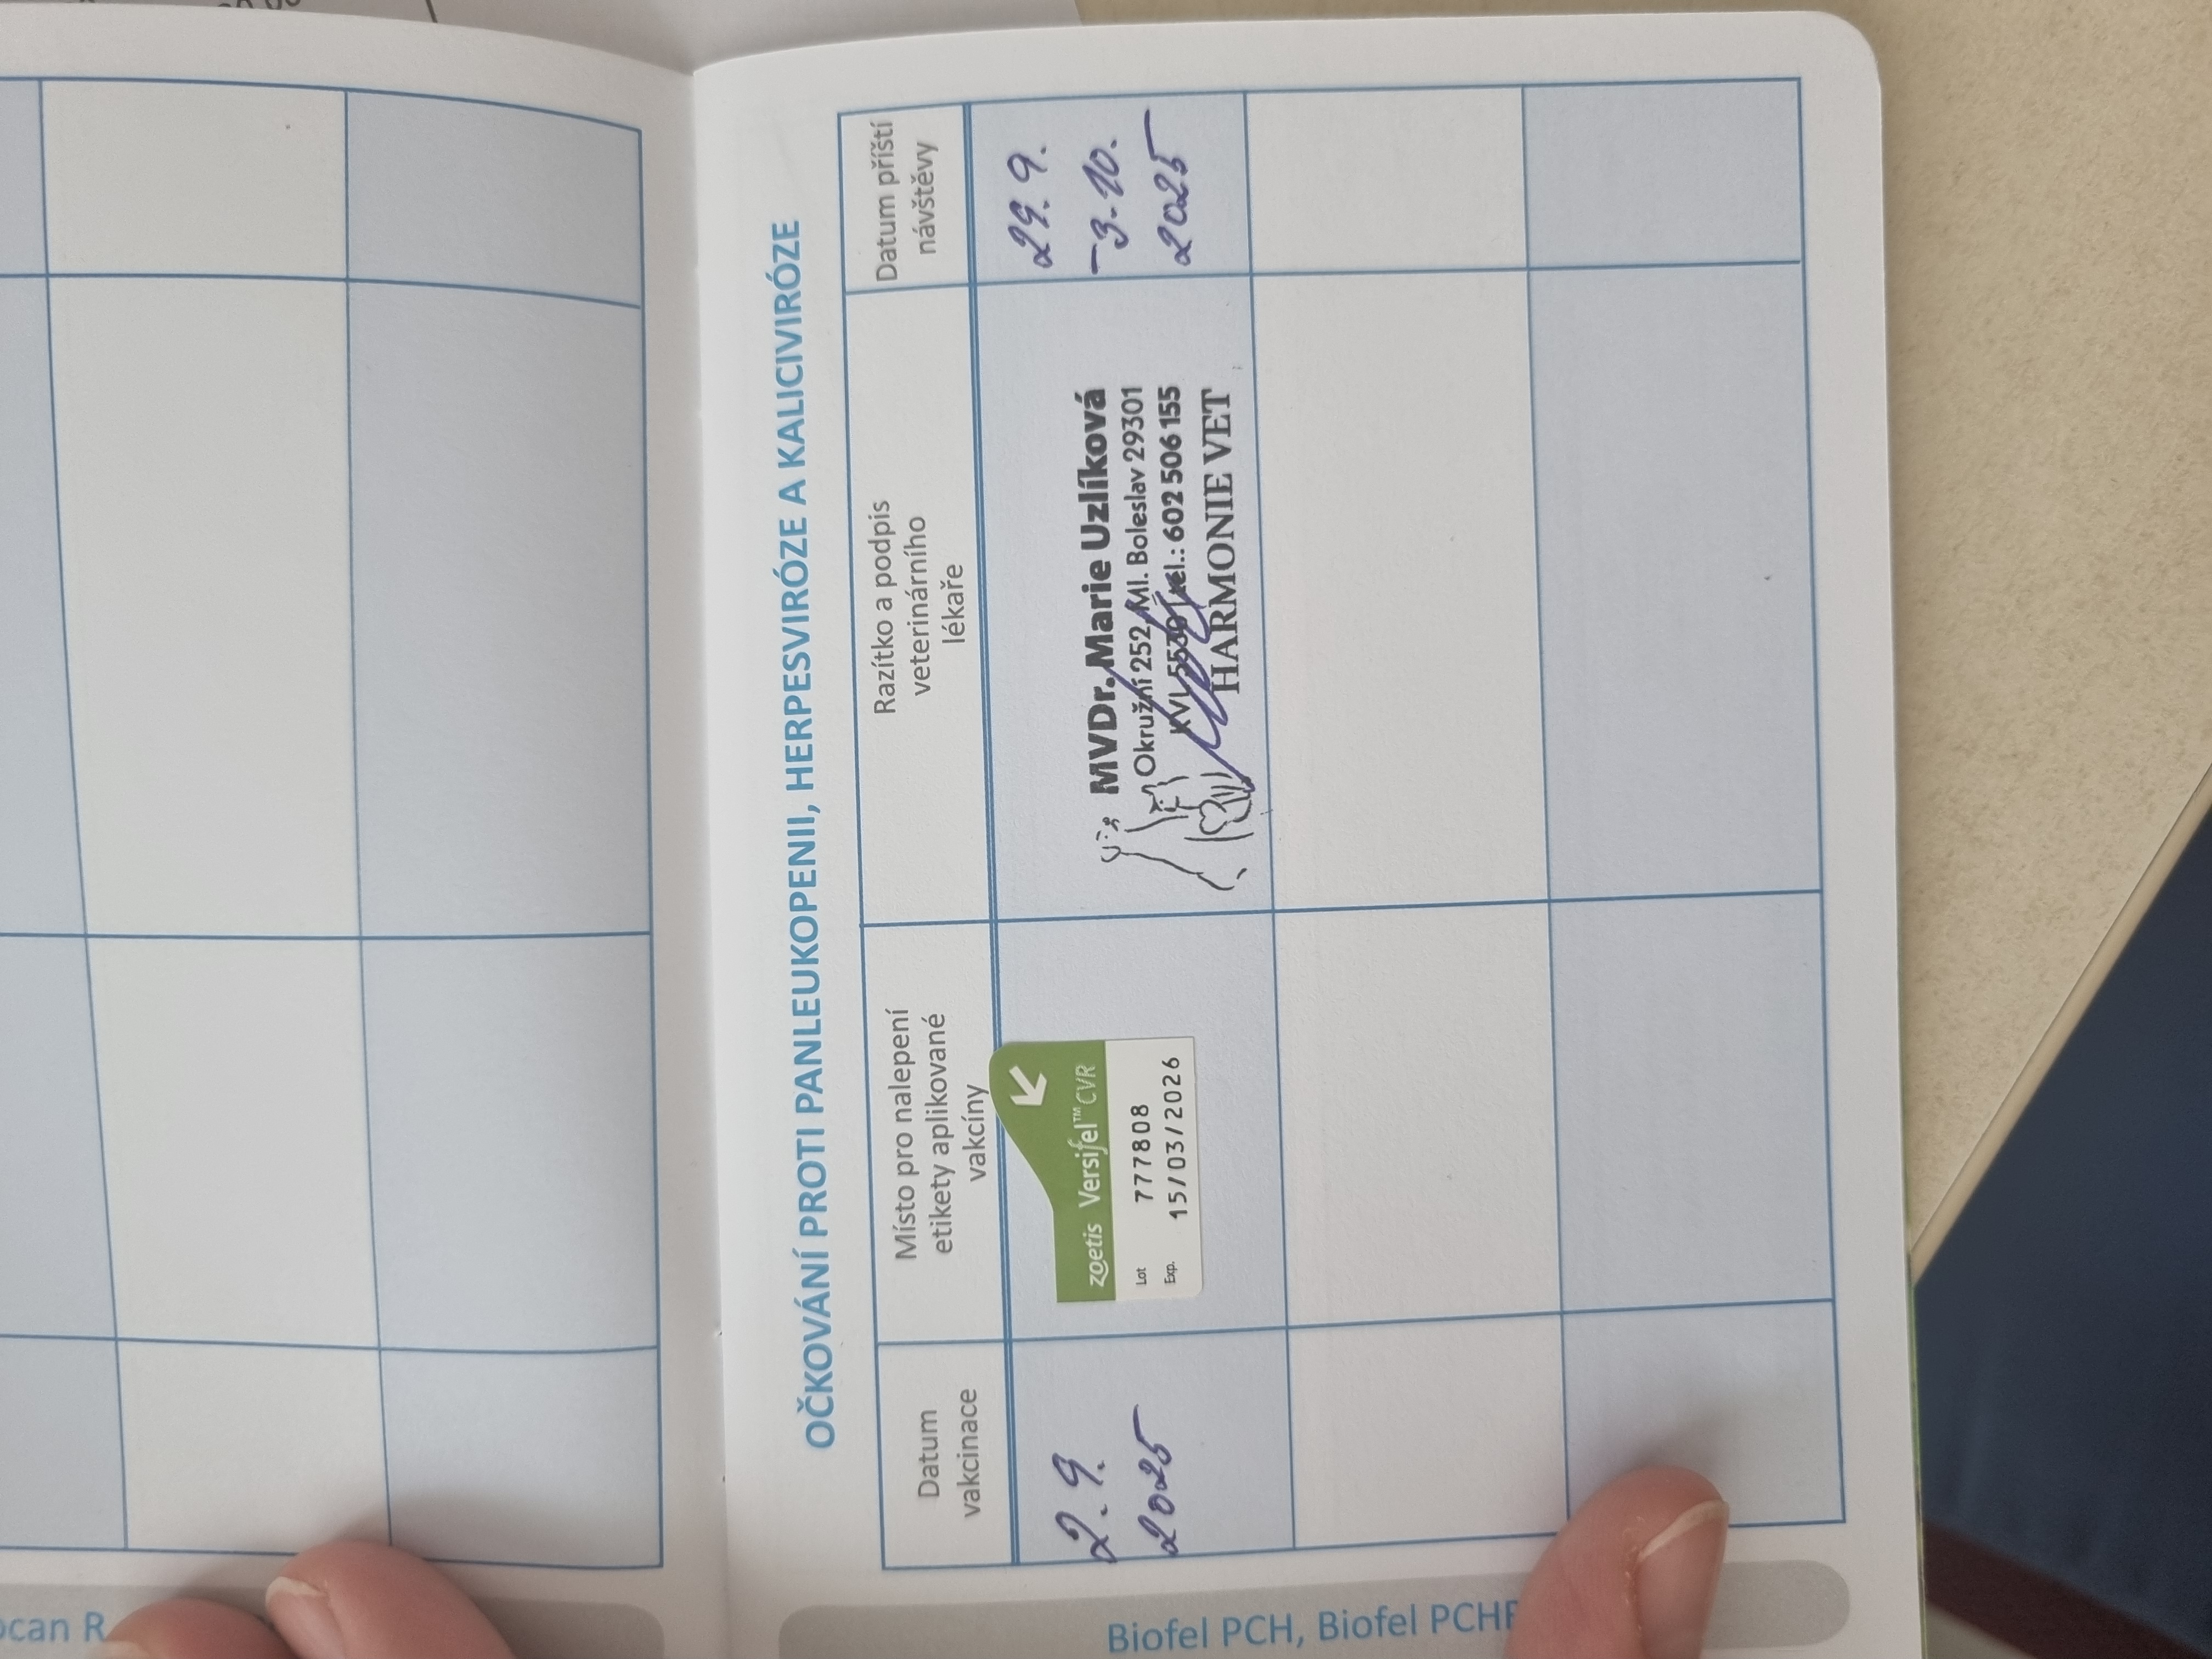 OČKOVÁNÍ PROTI PANLEUKOPENII, HERPESVIRÓZE A KALICIVIRÓZE
Datum
vakcinace
Místo pro nalepení
etikety aplikované
vakcíny
Razítko a podpis
veterinárního
lékaře
Datum příští
návštěvy
2. 9.
2025
zoetis Versifel™ CVR
Lot 777808
Exp. 15/03/2026
MVDr. Marie Uzlíková
Okružní 252, Ml. Boleslav 29301
KVL 5539 Tel.: 602 506 155
HARMONIE VET
29. 9.
-3. 10.
2025
Biofel PCH, Biofel
R